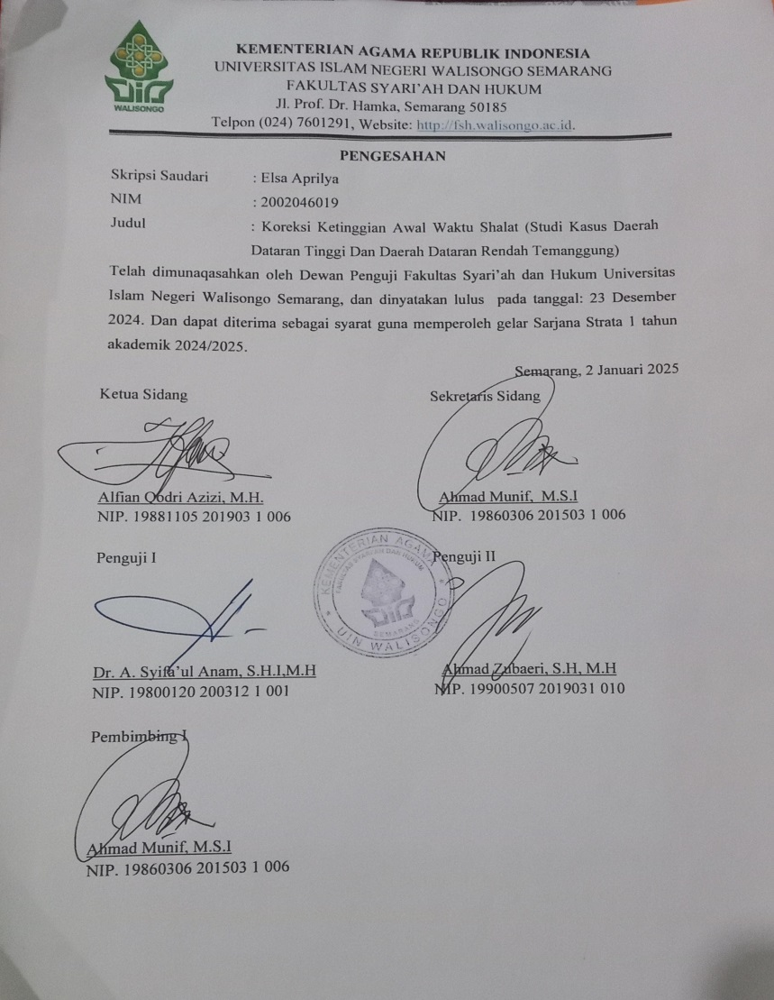 KEMENTERIAN AGAMA REPUBLIK INDONESIA
UNIVERSITAS ISLAM NEGERI WALISONGO SEMARANG
FAKULTAS SYARI'AH DAN HUKUM
Jl. Prof. Dr. Hamka, Semarang 50185
Telpon (024) 7601291, Website: http://fsh.walisongo.ac.id.
UIN
WALISONGO
PENGESAHAN
Skripsi Saudari : Elsa Aprilya
NIM : 2002046019
Judul : Koreksi Ketinggian Awal Waktu Shalat (Studi Kasus Daerah
Dataran Tinggi Dan Daerah Dataran Rendah Temanggung)
Telah dimunaqasahkan oleh Dewan Penguji Fakultas Syari'ah dan Hukum Universitas
Islam Negeri Walisongo Semarang, dan dinyatakan lulus pada tanggal: 23 Desember
2024. Dan dapat diterima sebagai syarat guna memperoleh gelar Sarjana Strata 1 tahun
akademik 2024/2025.
Semarang, 2 Januari 2025
Ketua Sidang
Alfian Qodri Azizi, M.H.
NIP. 19881105 201903 1 006
Sekretaris Sidang
Ahmad Munif, M.S.I
NIP. 19860306 201503 1 006
Penguji I
Dr. A. Syifa'ul Anam, S.H.I,M.H
NIP. 19800120 200312 1 001
KEMENTERIAN AGAMA
FAKULTAS SYARIAH DAN HUKUM
UIN
SEMARANG
UIN WALISONGO
Penguji II
Ahmad Zubaeri, S.H, M.H
NIP. 19900507 2019031 010
Pembimbing I
Ahmad Munif, M.S.I
NIP. 19860306 201503 1 006